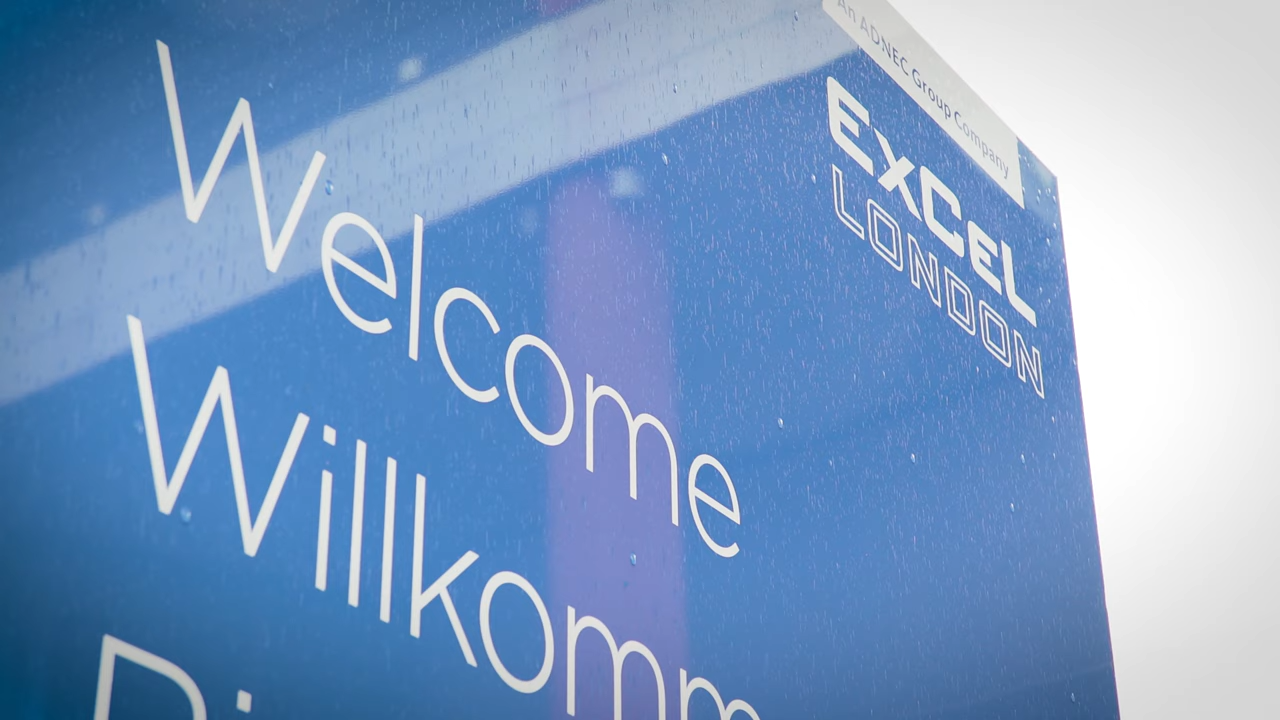 An ADNEC Group Company
ExCeL
LONDON
Welcome
Willkomm